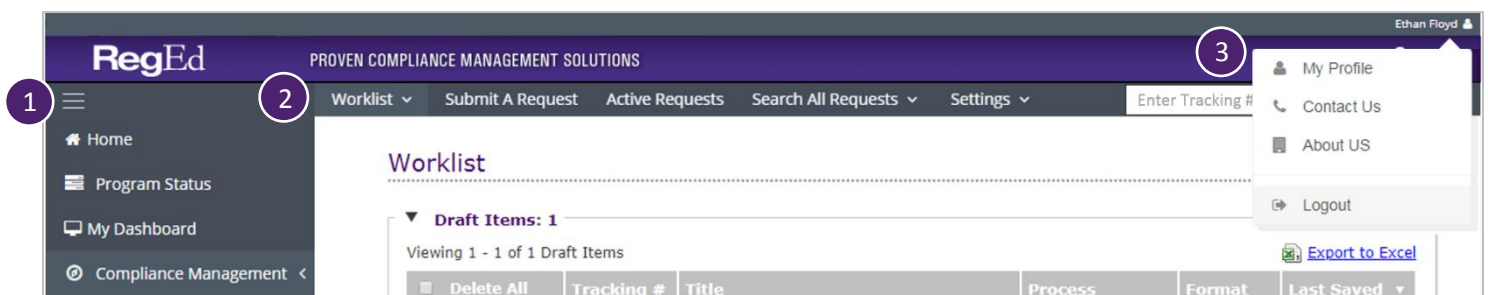 Ethan Floyd
RegEd PROVEN COMPLIANCE MANAGEMENT SOLUTIONS
3
My Profile
1
2
Worklist Submit A Request Active Requests Search All Requests Settings Enter Tracking #
Contact Us
Home
About US
Worklist
Program Status
Logout
Draft Items: 1
My Dashboard
Viewing 1 - 1 of 1 Draft Items Export to Excel
Compliance Management
Delete All Tracking # Title Process Format Last Saved